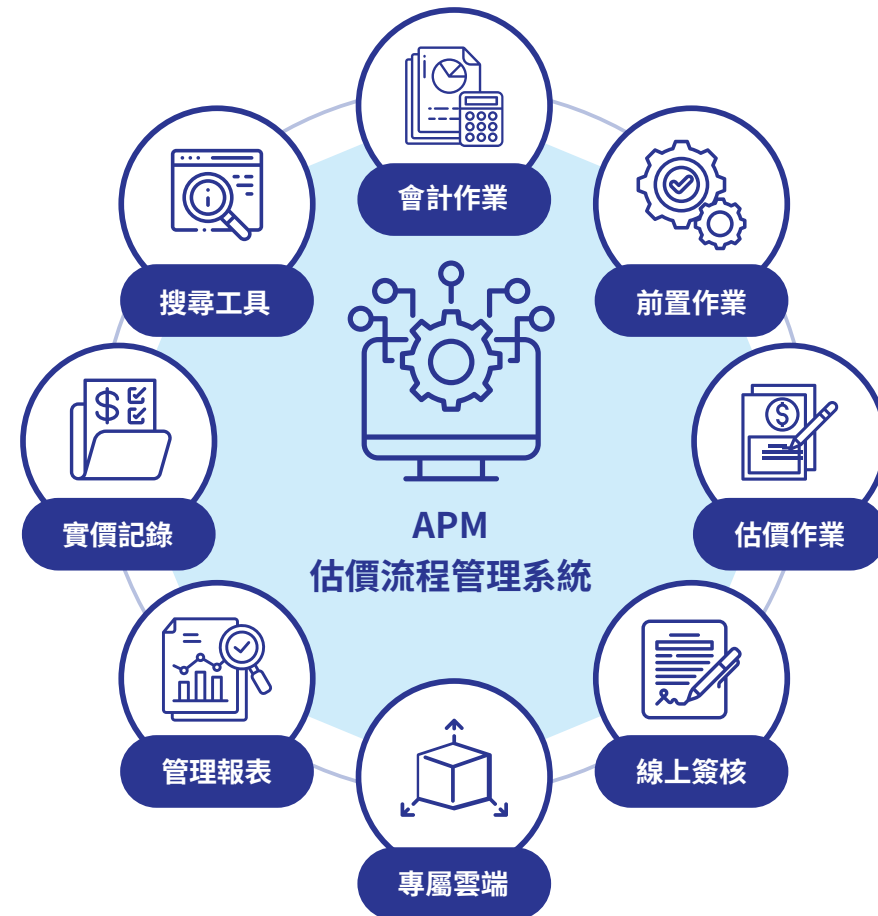 會計作業
搜尋工具
前置作業
實價記錄
APM
估價流程管理系統
估價作業
管理報表
線上簽核
專屬雲端